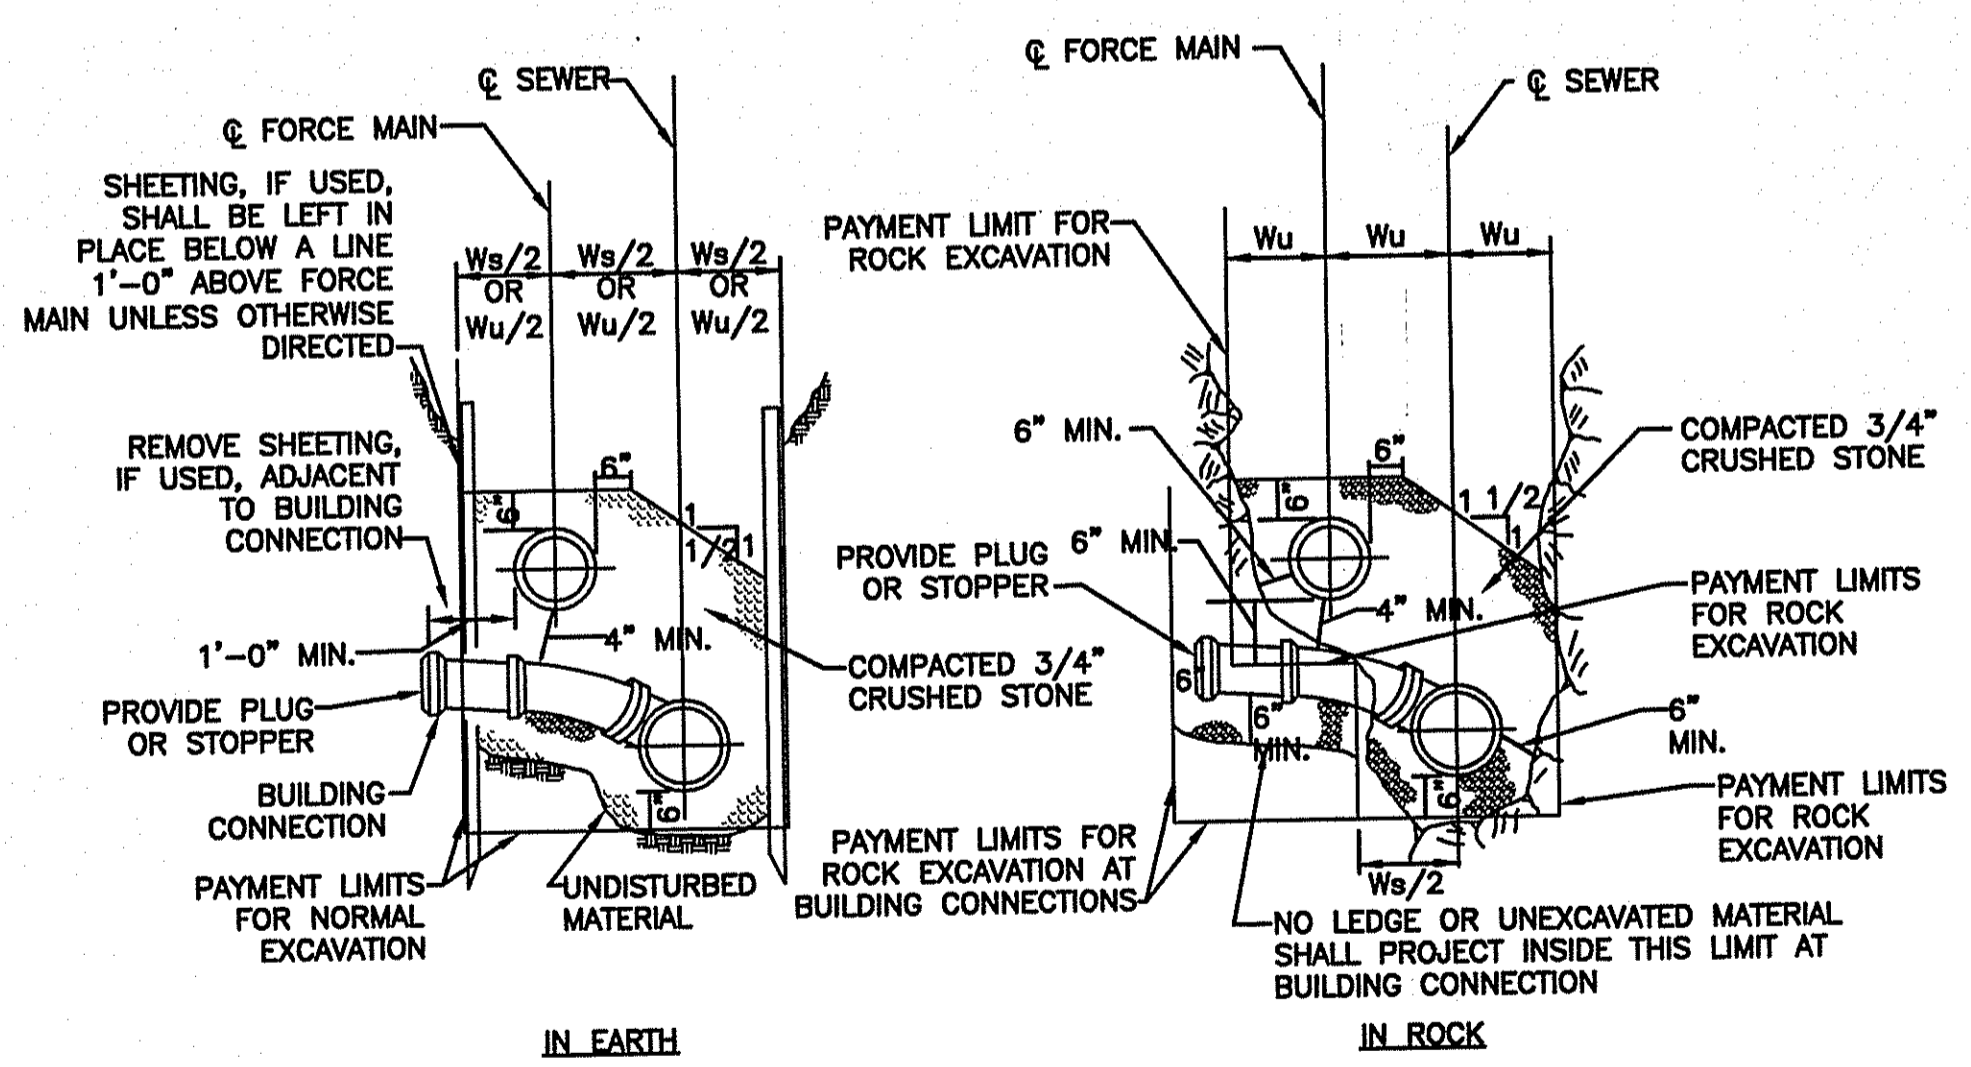 ℄ SEWER
℄ FORCE MAIN
SHEETING, IF USED,
SHALL BE LEFT IN
PLACE BELOW A LINE
1'-0" ABOVE FORCE
MAIN UNLESS OTHERWISE
DIRECTED
Ws/2
OR
Wu/2
Ws/2
OR
Wu/2
Ws/2
OR
Wu/2
REMOVE SHEETING,
IF USED, ADJACENT
TO BUILDING
CONNECTION
6"
6"
1
1/2
1
1'-0" MIN.
4" MIN.
COMPACTED 3/4"
CRUSHED STONE
PROVIDE PLUG
OR STOPPER
BUILDING
CONNECTION
6"
PAYMENT LIMITS
FOR NORMAL
EXCAVATION
UNDISTURBED
MATERIAL
IN EARTH
℄ FORCE MAIN
℄ SEWER
PAYMENT LIMIT FOR
ROCK EXCAVATION
Wu
Wu
Wu
6" MIN.
6"
6"
1 1/2
1
COMPACTED 3/4"
CRUSHED STONE
6" MIN.
PROVIDE PLUG
OR STOPPER
4" MIN.
PAYMENT LIMITS
FOR ROCK
EXCAVATION
6"
6"
MIN.
6"
MIN.
6"
PAYMENT LIMITS
FOR ROCK
EXCAVATION
PAYMENT LIMITS FOR
ROCK EXCAVATION AT
BUILDING CONNECTIONS
Ws/2
NO LEDGE OR UNEXCAVATED MATERIAL
SHALL PROJECT INSIDE THIS LIMIT AT
BUILDING CONNECTION
IN ROCK